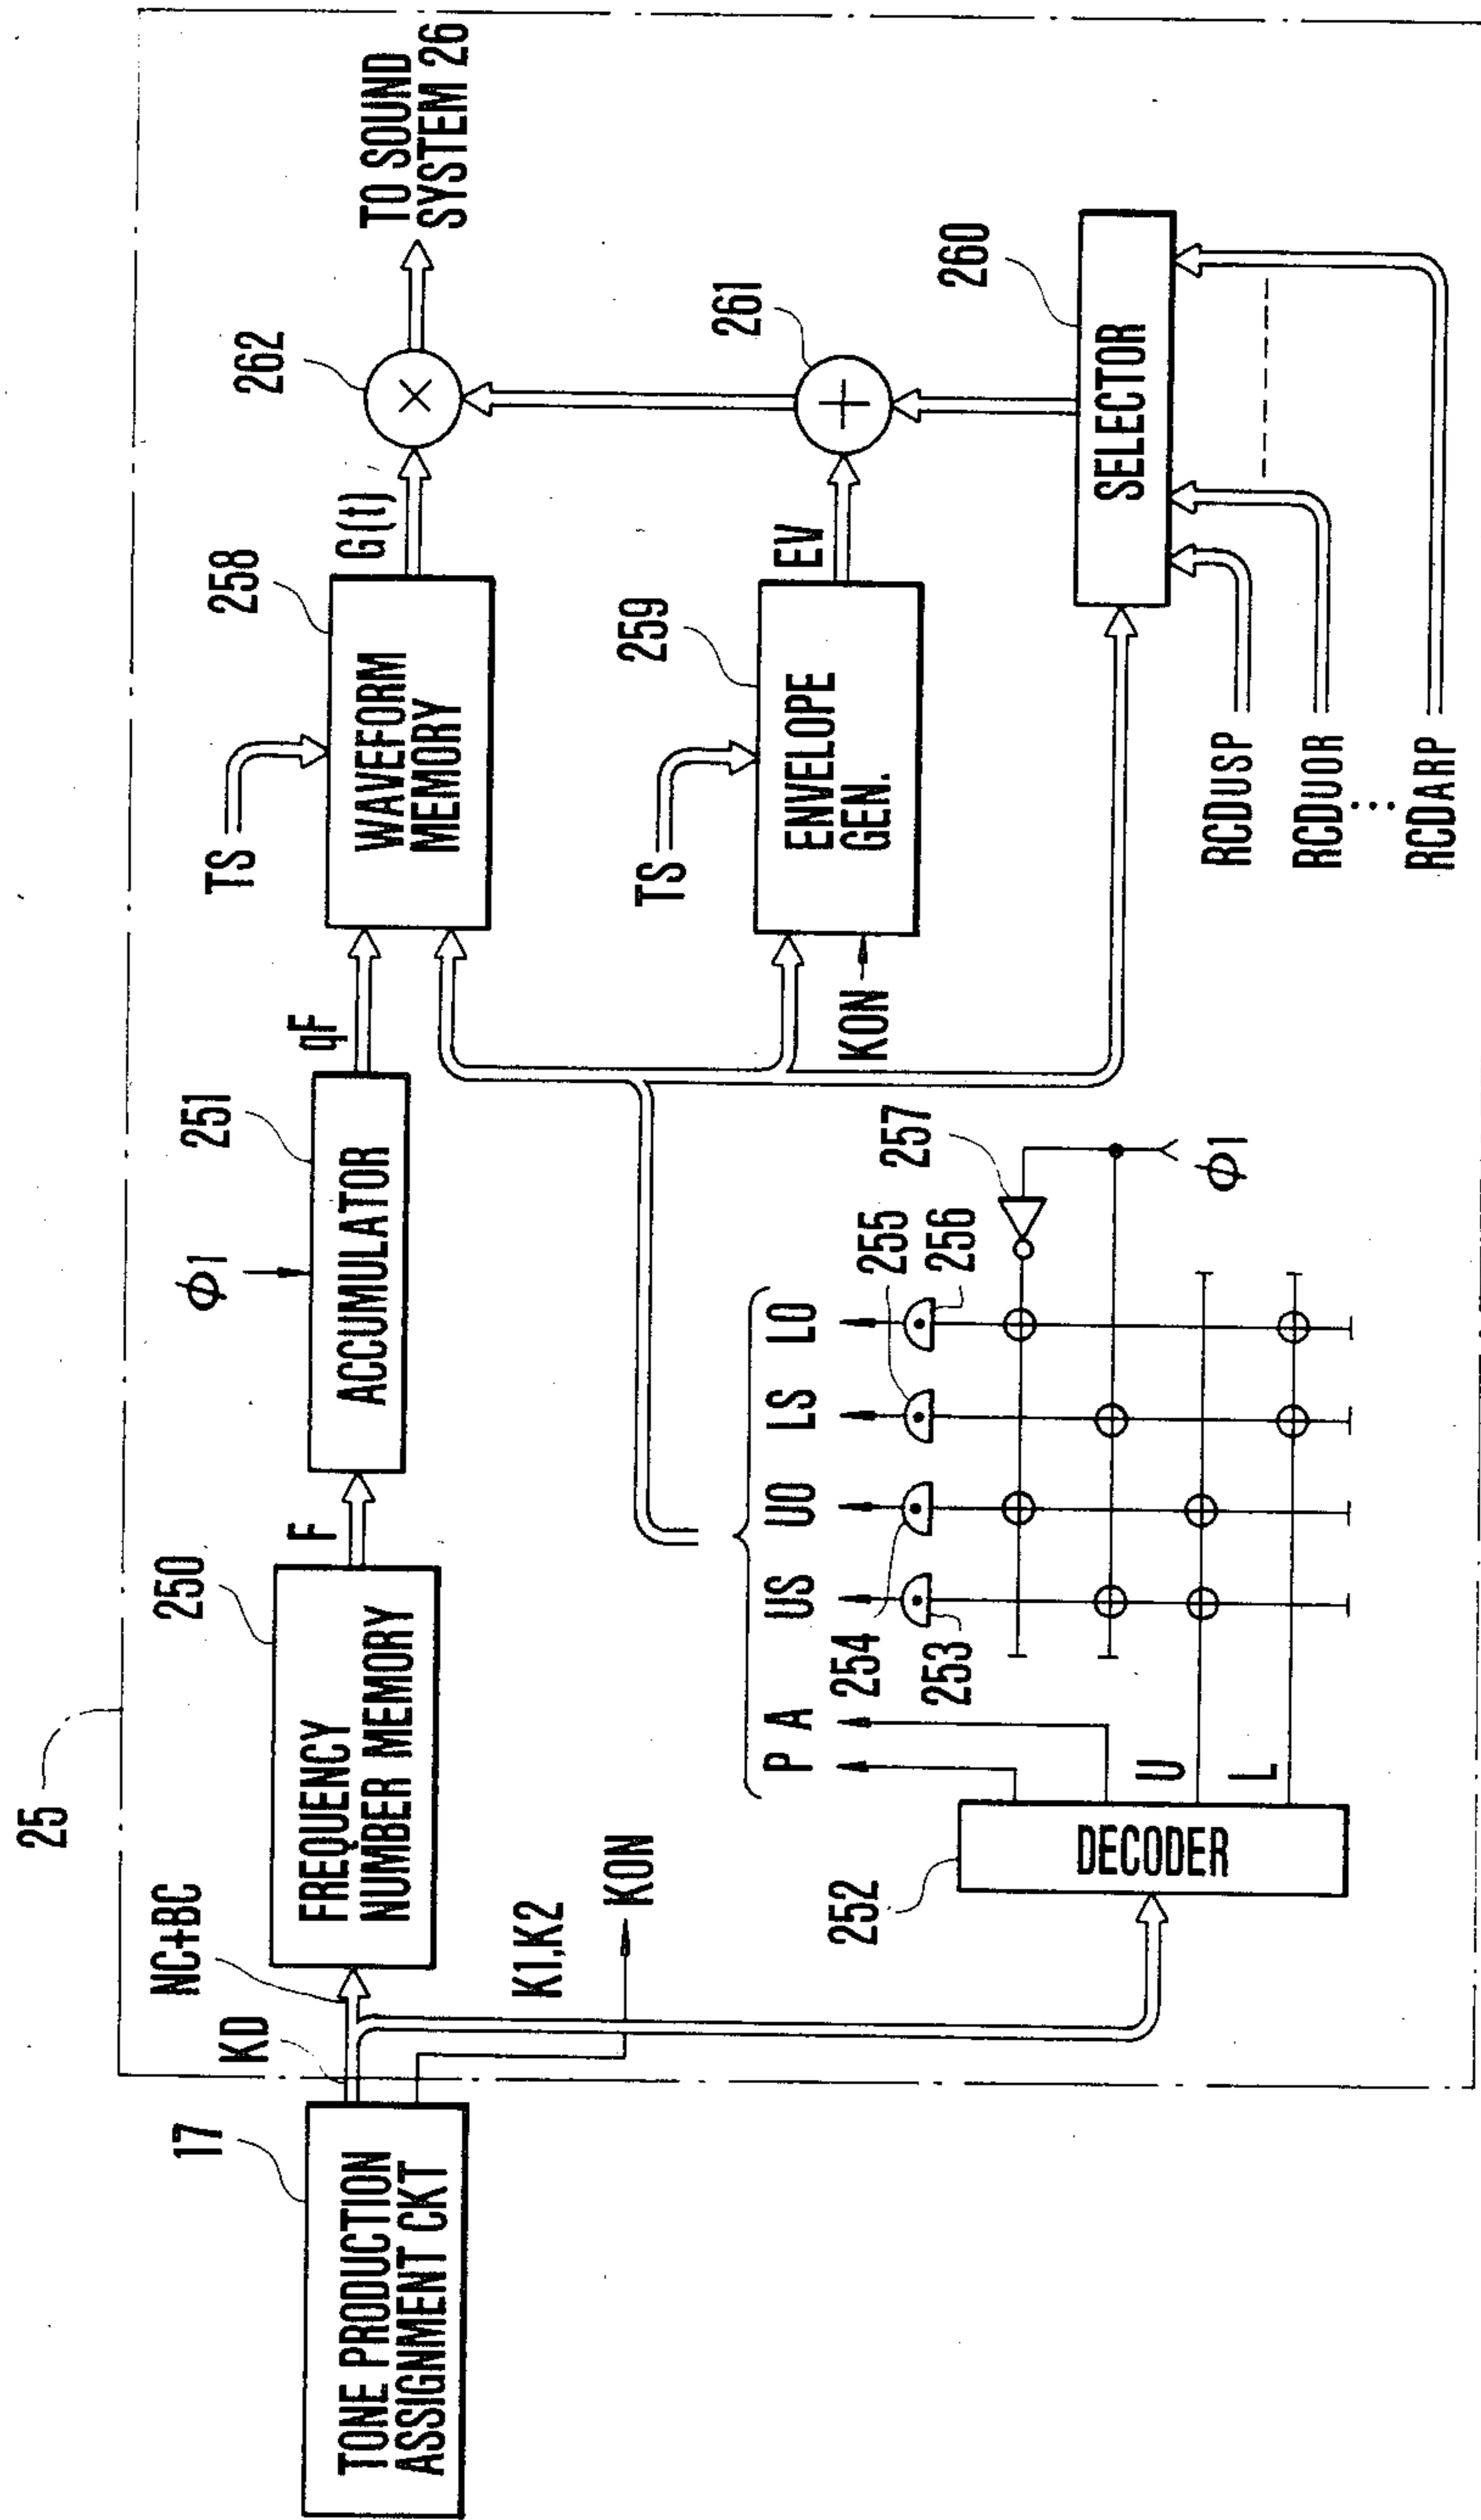 25
17
TONE PRODUCTION
ASSIGNMENT CKT
KD
NC+BC
250
FREQUENCY
NUMBER MEMORY
F
ϕ1
251
ACCUMULATOR
qF
TS
258
WAVEFORM
MEMORY
G(t)
262
×
TO SOUND
SYSTEM 26
K1,K2
KON
TS
259
ENVELOPE
GEN.
KON
EV
261
+
260
SELECTOR
RCDUSP
RCDUOR
RCDARP
252
DECODER
P A US UO LS LO
U
L
253
254
255
256
257
ϕ1